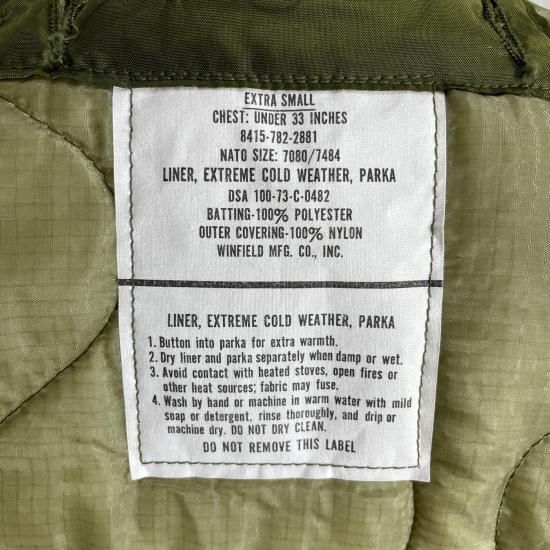 EXTRA SMALL
CHEST: UNDER 33 INCHES
8415-782-2881
NATO SIZE: 7080/7484
LINER, EXTREME COLD WEATHER, PARKA
DSA 100-73-C-0482
BATTING-100% POLYESTER
OUTER COVERING-100% NYLON
WINFIELD MFG. CO., INC.
LINER, EXTREME COLD WEATHER, PARKA
1. Button into parka for extra warmth.
2. Dry liner and parka separately when damp or wet.
3. Avoid contact with heated stoves, open fires or
other heat sources; fabric may fuse.
4. Wash by hand or machine in warm water with mild
soap or detergent, rinse thoroughly, and drip or
machine dry. DO NOT DRY CLEAN.
DO NOT REMOVE THIS LABEL